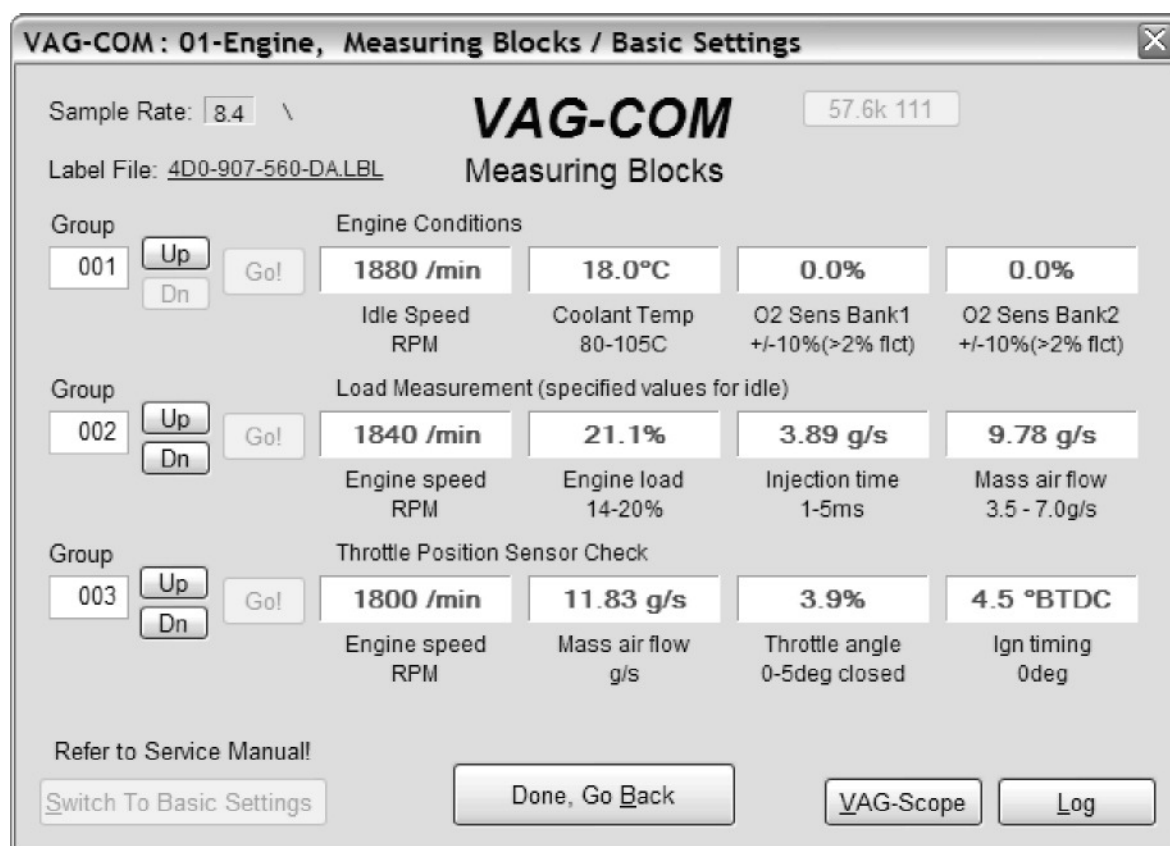 VAG-COM: 01-Engine, Measuring Blocks / Basic Settings
Sample Rate: 8.4 \
VAG-COM
57.6k 111
Label File: 4D0-907-560-DA.LBL
Measuring Blocks
Group
Engine Conditions
001 Up Dn Go! 1880 /min 18.0°C 0.0% 0.0%
Idle Speed Coolant Temp O2 Sens Bank1 O2 Sens Bank2
RPM 80-105C +/-10%(>2% flct) +/-10%(>2% flct)
Group
Load Measurement (specified values for idle)
002 Up Dn Go! 1840 /min 21.1% 3.89 g/s 9.78 g/s
Engine speed Engine load Injection time Mass air flow
RPM 14-20% 1-5ms 3.5 - 7.0g/s
Group
Throttle Position Sensor Check
003 Up Dn Go! 1800 /min 11.83 g/s 3.9% 4.5 °BTDC
Engine speed Mass air flow Throttle angle Ign timing
RPM g/s 0-5deg closed 0deg
Refer to Service Manual!
Switch To Basic Settings
Done, Go Back
VAG-Scope
Log